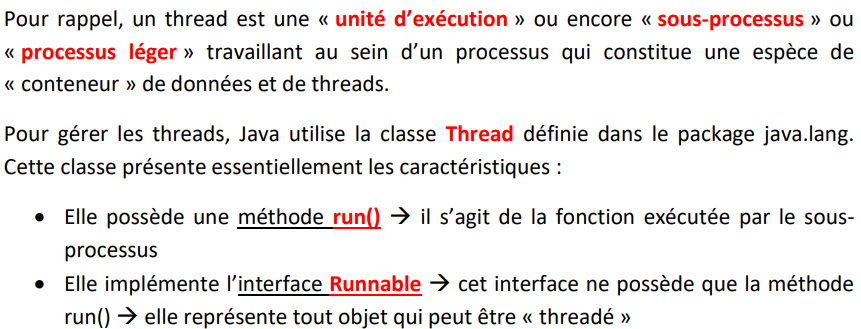 Pour rappel, un thread est une « unité d’exécution » ou encore « sous-processus » ou
« processus léger » travaillant au sein d’un processus qui constitue une espèce de
« conteneur » de données et de threads.
Pour gérer les threads, Java utilise la classe Thread définie dans le package java.lang.
Cette classe présente essentiellement les caractéristiques :
• Elle possède une méthode run() → il s’agit de la fonction exécutée par le sous-
processus
• Elle implémente l’interface Runnable → cet interface ne possède que la méthode
run() → elle représente tout objet qui peut être « threadé »